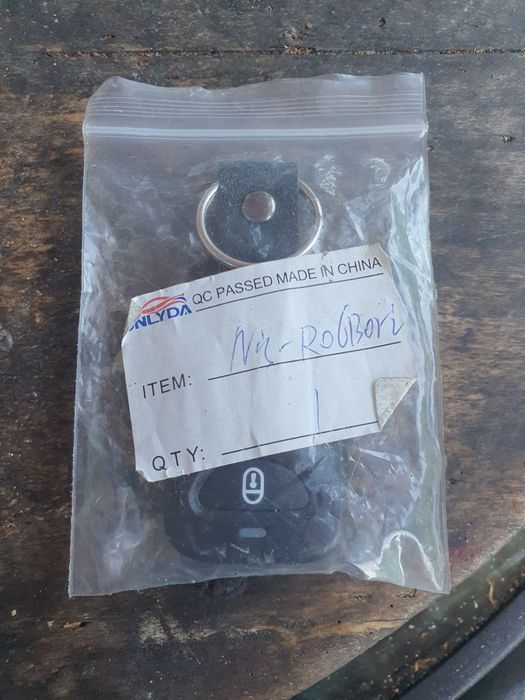 ONLYDA QC PASSED MADE IN CHINA
ITEM:
QTY: 1